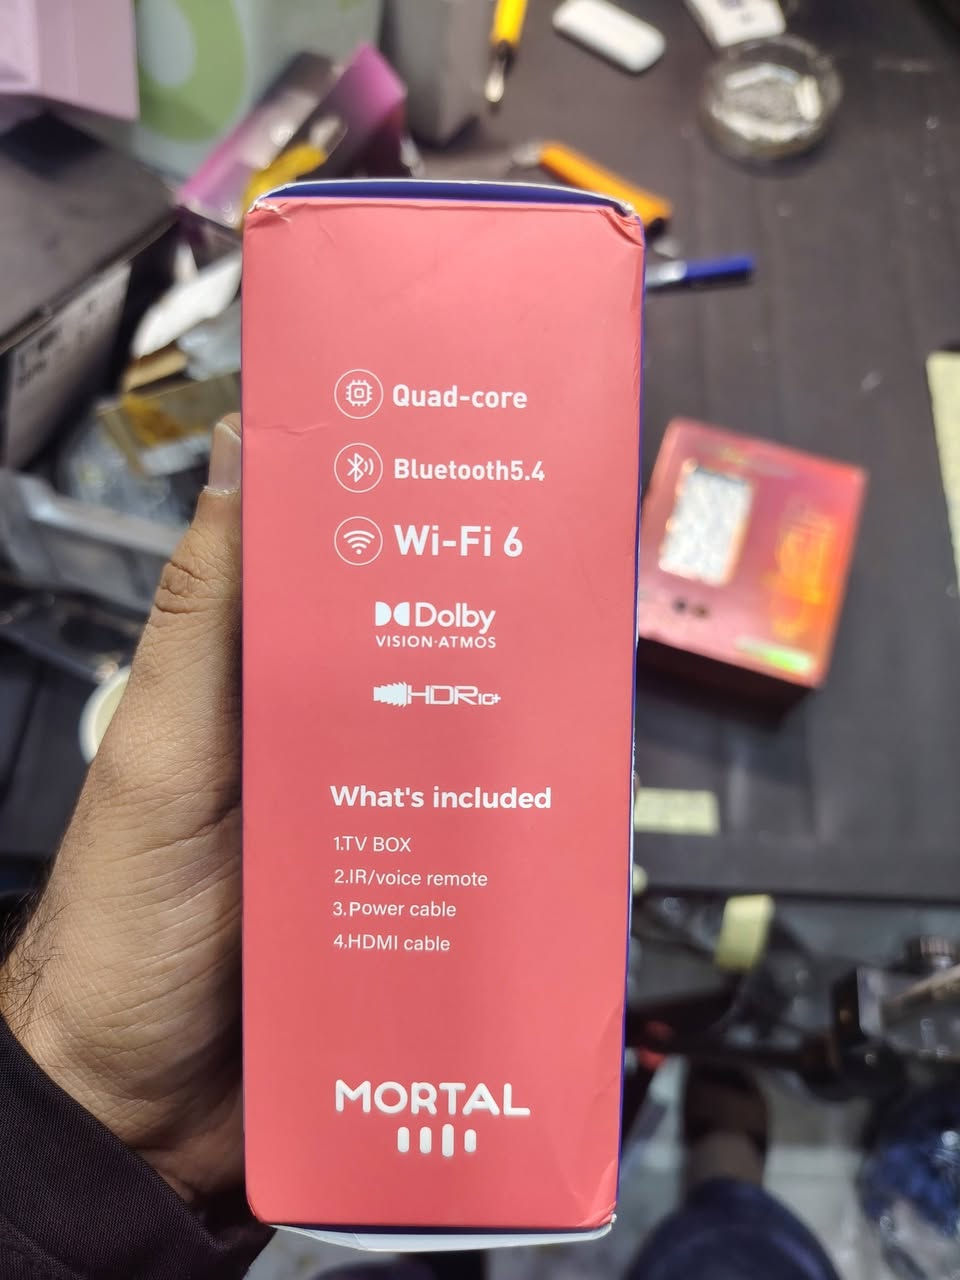 Quad-core
Bluetooth5.4
Wi-Fi 6
Dolby
VISION·ATMOS
HDR10+
What's included
1.TV BOX
2.IR/voice remote
3.Power cable
4.HDMI cable
MORTAL